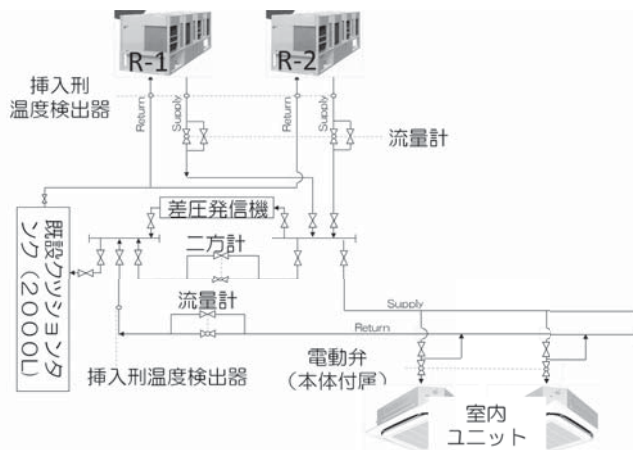 R-1
R-2
挿入刑
温度検出器
Return
Supply
Return
Supply
流量計
差圧発信機
二方計
既設クッションタ
ンク（2000L）
流量計
Supply
Return
挿入刑温度検出器
電動弁
（本体付属）
室内
ユニット